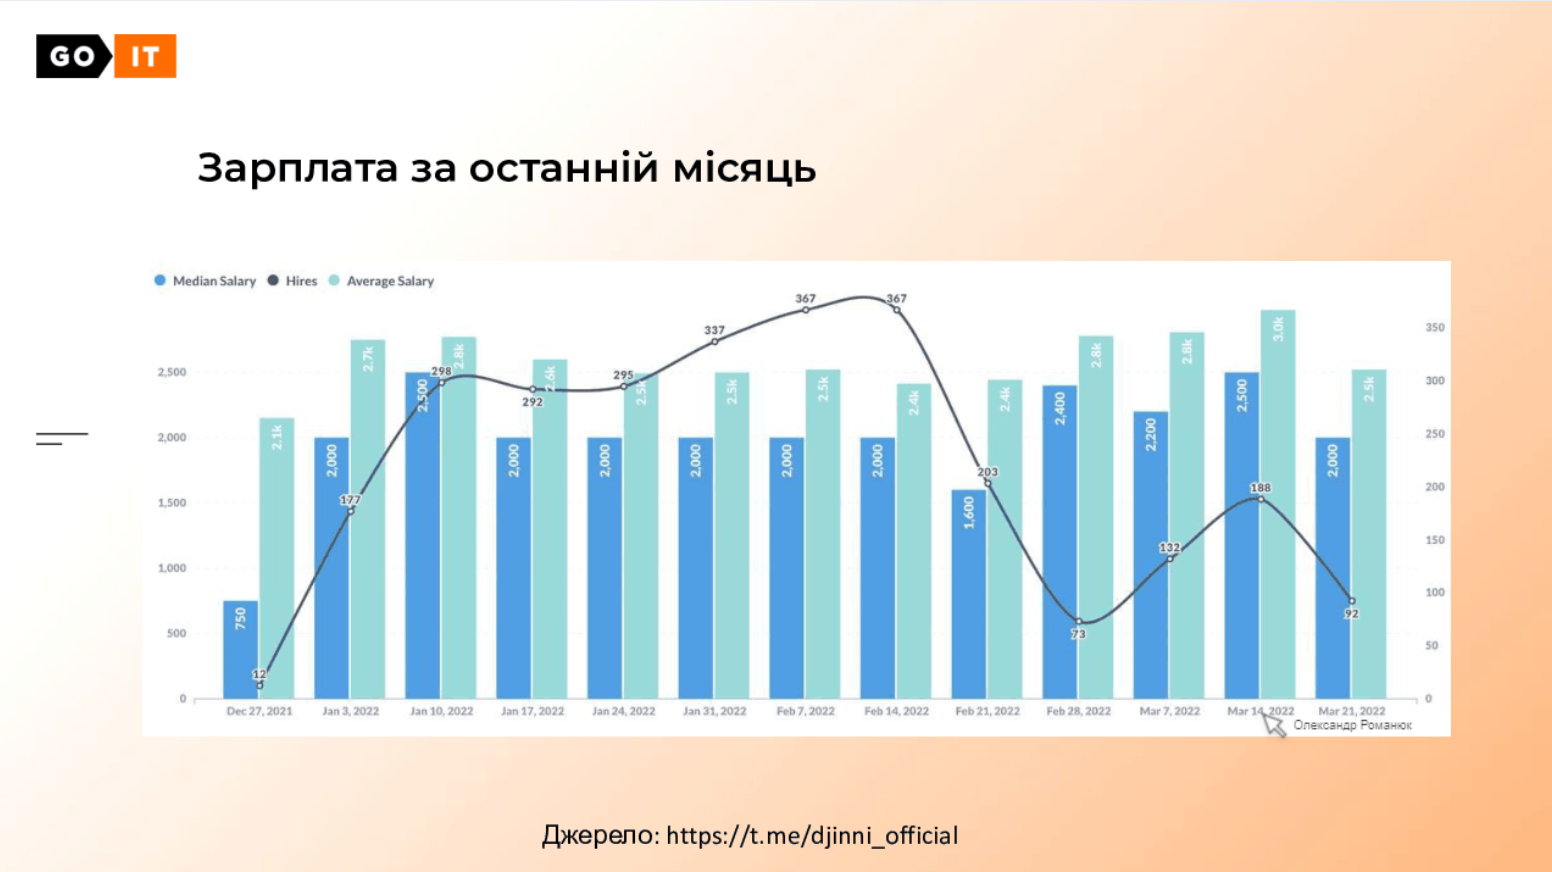 GO IT
Зарплата за останній місяць
Median Salary Hires Average Salary
2,500
2,000
1,500
1,000
500
0
350
300
250
200
150
100
50
0
750
2,000
2,500
2,000
2,000
2,000
2,000
2,000
1,600
2,400
2,200
2,500
2,000
2.1k
2.7k
2.8k
2.6k
2.5k
2.5k
2.5k
2.4k
2.4k
2.8k
2.8k
3.0k
2.5k
12
177
298
292
295
337
367
367
203
73
132
188
92
Dec 27, 2021 Jan 3, 2022 Jan 10, 2022 Jan 17, 2022 Jan 24, 2022 Jan 31, 2022 Feb 7, 2022 Feb 14, 2022 Feb 21, 2022 Feb 28, 2022 Mar 7, 2022 Mar 14, 2022 Mar 21, 2022
Олександр Романюк
Джерело: https://t.me/djinni_official